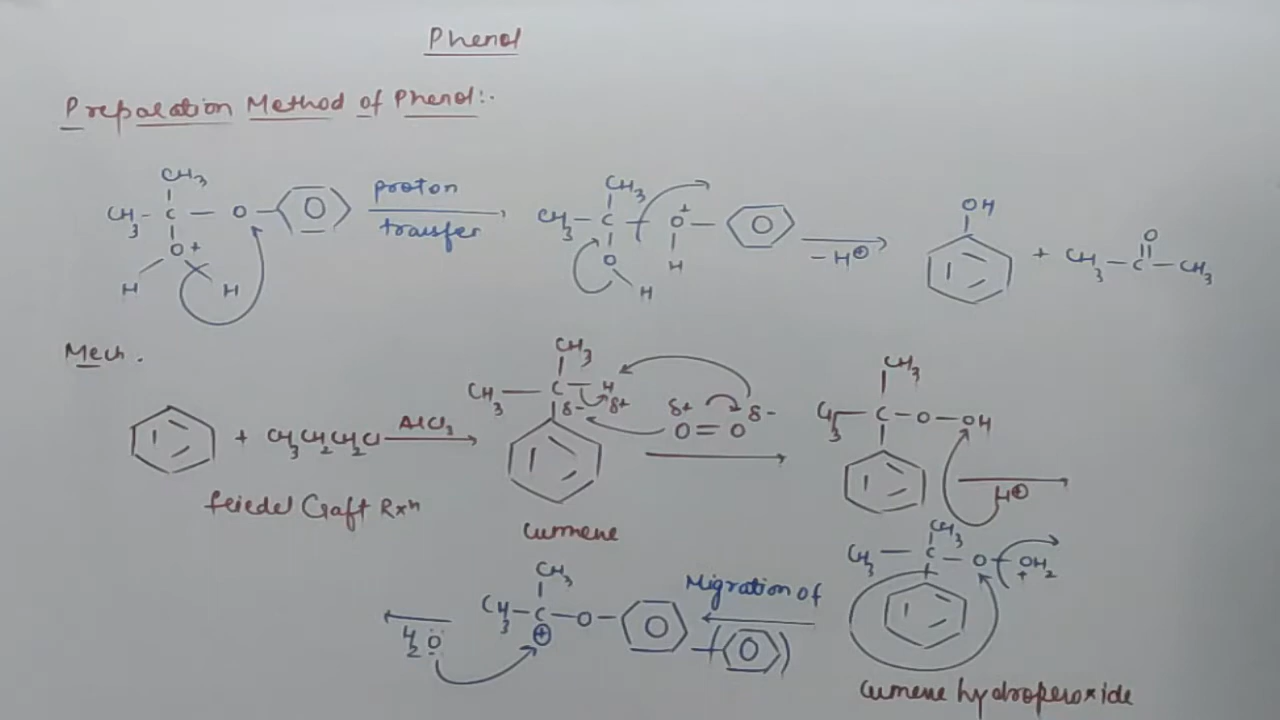 Phenol
Preparation Method of Phenol:.
CH3 CH3 OH O
CH3 - C - O - O proton transfer CH3 - C - O+ - O -H⊕ + CH3 - C - CH3
O+ O H
H H H
Mech.
CH3 CH3
CH3 - C - H δ- δ+ δ+ δ- CH3 - C - O - OH
+ CH3CH2CH2Cl AlCl3 O = O H⊕
Feiedel Craft Rxn
Cumene CH3
CH3 Migration of CH3 - C - O - OH2 +
CH3 - C - O - O (O)
H2O ⊕
Cumene hydroperoxide